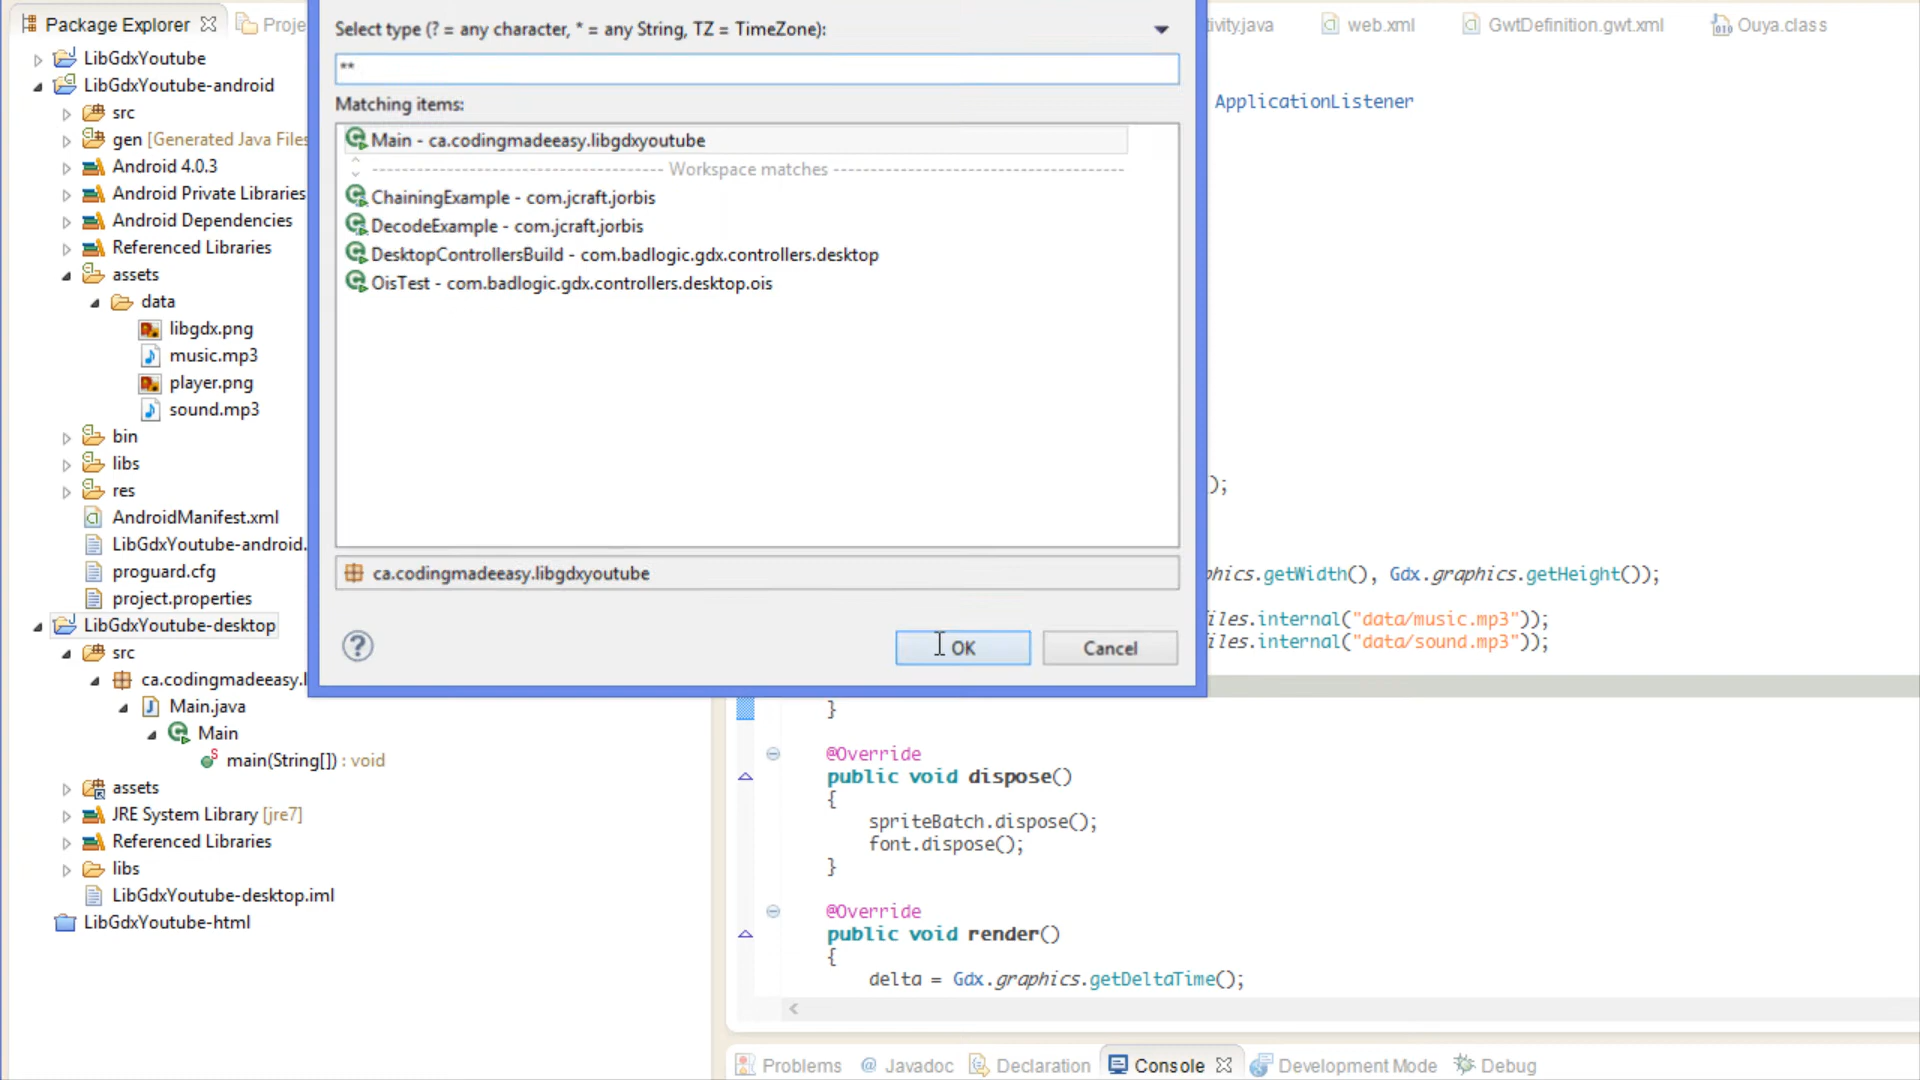 Package Explorer
Proje
LibGdxYoutube
LibGdxYoutube-android
src
gen [Generated Java Files
Android 4.0.3
Android Private Libraries
Android Dependencies
Referenced Libraries
assets
data
libgdx.png
music.mp3
player.png
sound.mp3
bin
libs
res
AndroidManifest.xml
LibGdxYoutube-android.
proguard.cfg
project.properties
LibGdxYoutube-desktop
src
ca.codingmadeeasy.l
Main.java
Main
main(String[]) : void
assets
JRE System Library [jre7]
Referenced Libraries
libs
LibGdxYoutube-desktop.iml
LibGdxYoutube-html
Select type (? = any character, * = any String, TZ = TimeZone):
**
Matching items:
Main - ca.codingmadeeasy.libgdxyoutube
Workspace matches
ChainingExample - com.jcraft.jorbis
DecodeExample - com.jcraft.jorbis
DesktopControllersBuild - com.badlogic.gdx.controllers.desktop
OisTest - com.badlogic.gdx.controllers.desktop.ois
ca.codingmadeeasy.libgdxyoutube
OK
Cancel
tivity.java
web.xml
GwtDefinition.gwt.xml
Ouya.class
ApplicationListener
);
phics.getWidth(), Gdx.graphics.getHeight());
iles.internal("data/music.mp3"));
iles.internal("data/sound.mp3"));
}
@Override
public void dispose()
{
spriteBatch.dispose();
font.dispose();
}
@Override
public void render()
{
delta = Gdx.graphics.getDeltaTime();
Problems
@ Javadoc
Declaration
Console
Development Mode
Debug